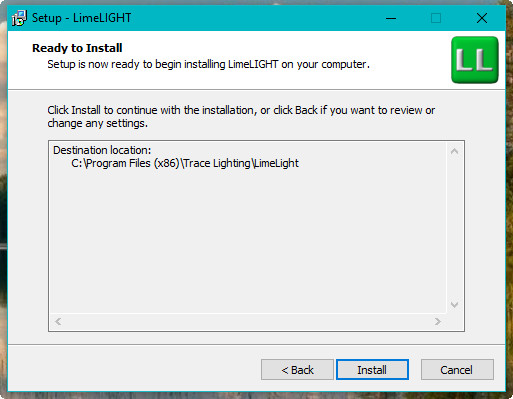 Setup - LimeLIGHT
Ready to Install
Setup is now ready to begin installing LimeLIGHT on your computer.
LL
Click Install to continue with the installation, or click Back if you want to review or
change any settings.
Destination location:
C:\Program Files (x86)\Trace Lighting\LimeLight
< Back
Install
Cancel